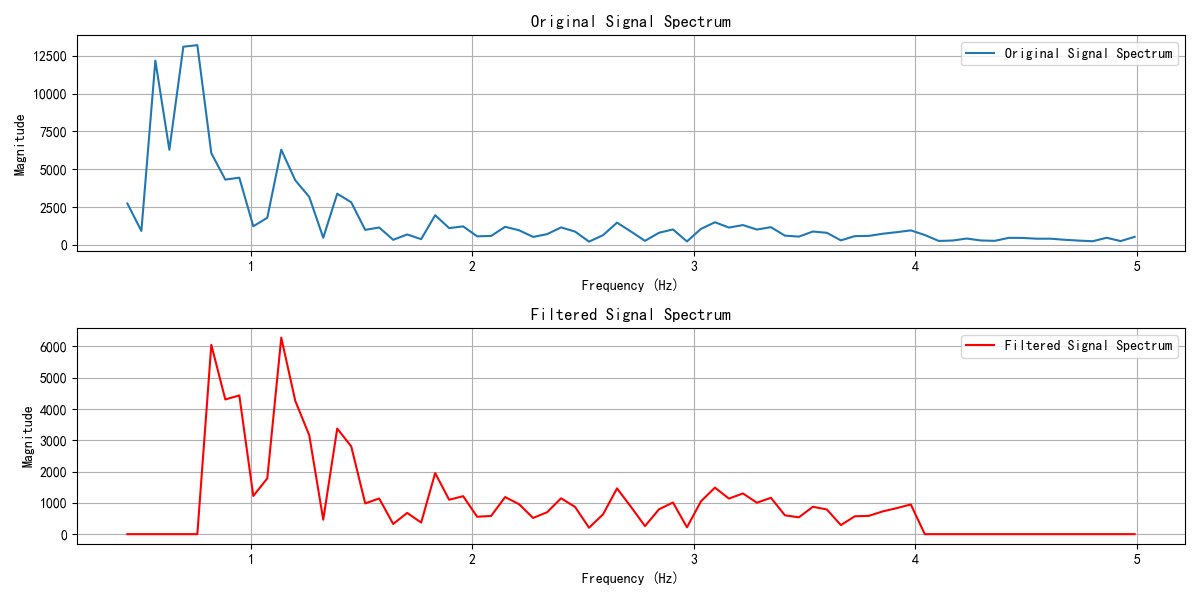 Original Signal Spectrum
Original Signal Spectrum
12500
10000
7500
5000
2500
0
Magnitude
1 2 3 4 5
Frequency (Hz)
Filtered Signal Spectrum
Filtered Signal Spectrum
6000
5000
4000
3000
2000
1000
0
Magnitude
1 2 3 4 5
Frequency (Hz)